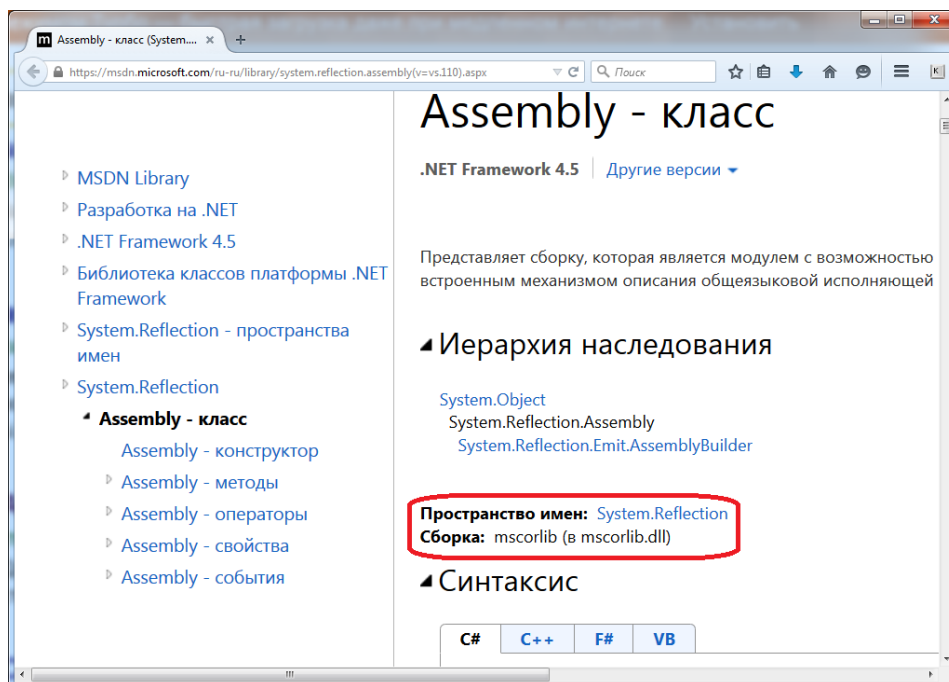 Assembly - класс (System....
https://msdn.microsoft.com/ru-ru/library/system.reflection.assembly(v=vs.110).aspx
Поиск
MSDN Library
Разработка на .NET
.NET Framework 4.5
Библиотека классов платформы .NET
Framework
System.Reflection - пространства
имен
System.Reflection
Assembly - класс
Assembly - конструктор
Assembly - методы
Assembly - операторы
Assembly - свойства
Assembly - события
Assembly - класс
.NET Framework 4.5
Другие версии
Представляет сборку, которая является модулем с возможностью
встроенным механизмом описания общеязыковой исполняющей
Иерархия наследования
System.Object
System.Reflection.Assembly
System.Reflection.Emit.AssemblyBuilder
Пространство имен: System.Reflection
Сборка: mscorlib (в mscorlib.dll)
Синтаксис
C# C++ F# VB